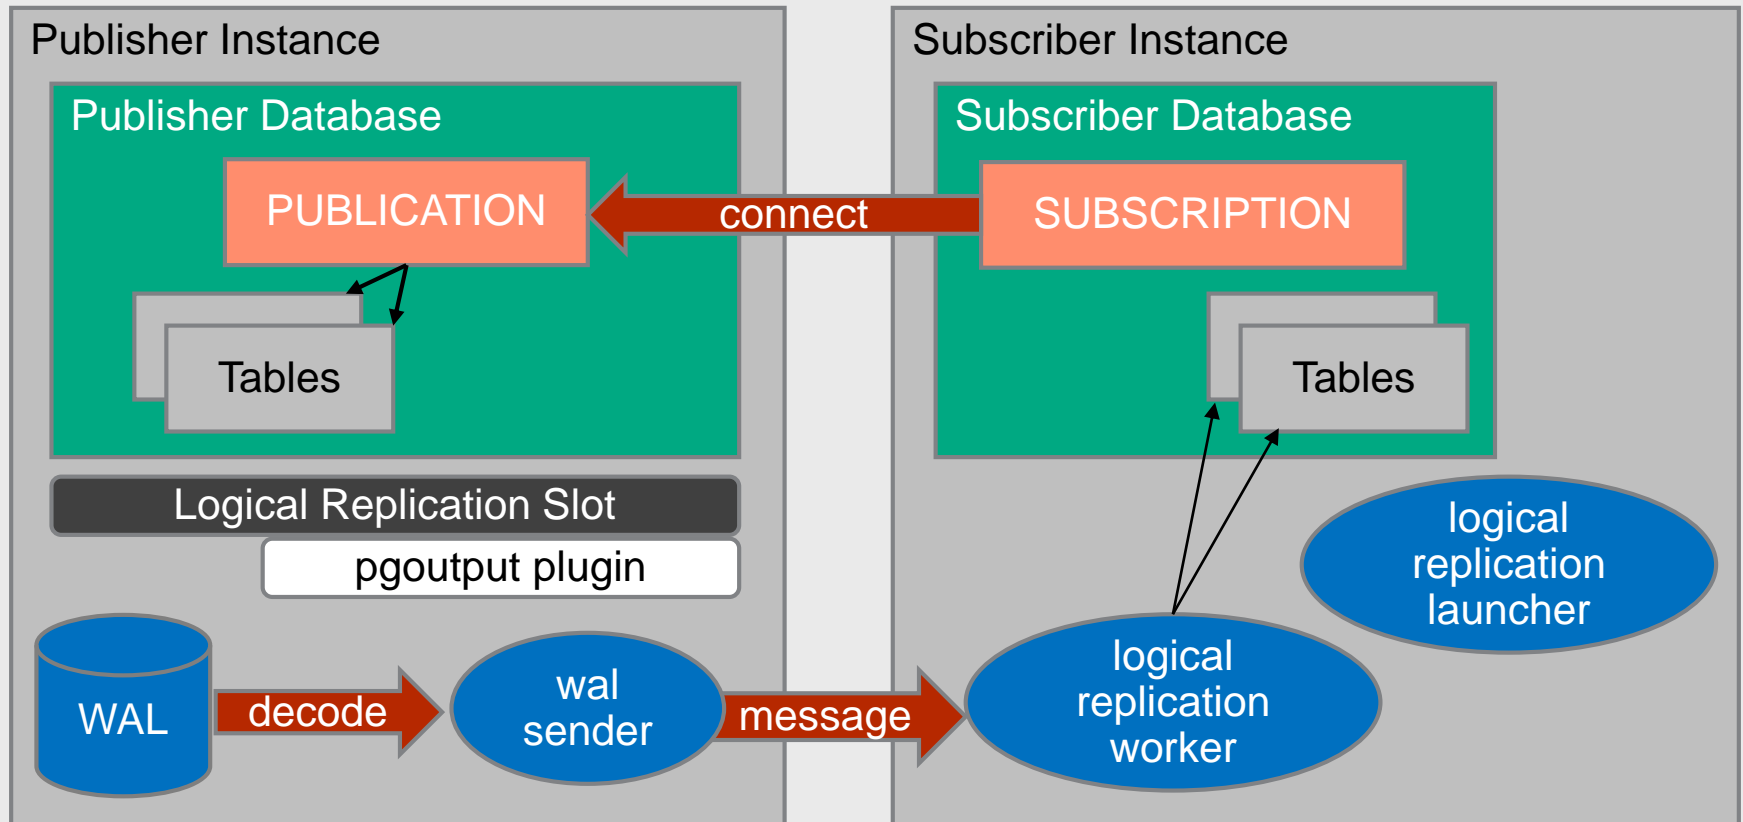 Publisher Instance
Publisher Database
PUBLICATION
Tables
Logical Replication Slot
pgoutput plugin
WAL
decode
wal
sender
connect
message
Subscriber Instance
Subscriber Database
SUBSCRIPTION
Tables
logical
replication
launcher
logical
replication
worker